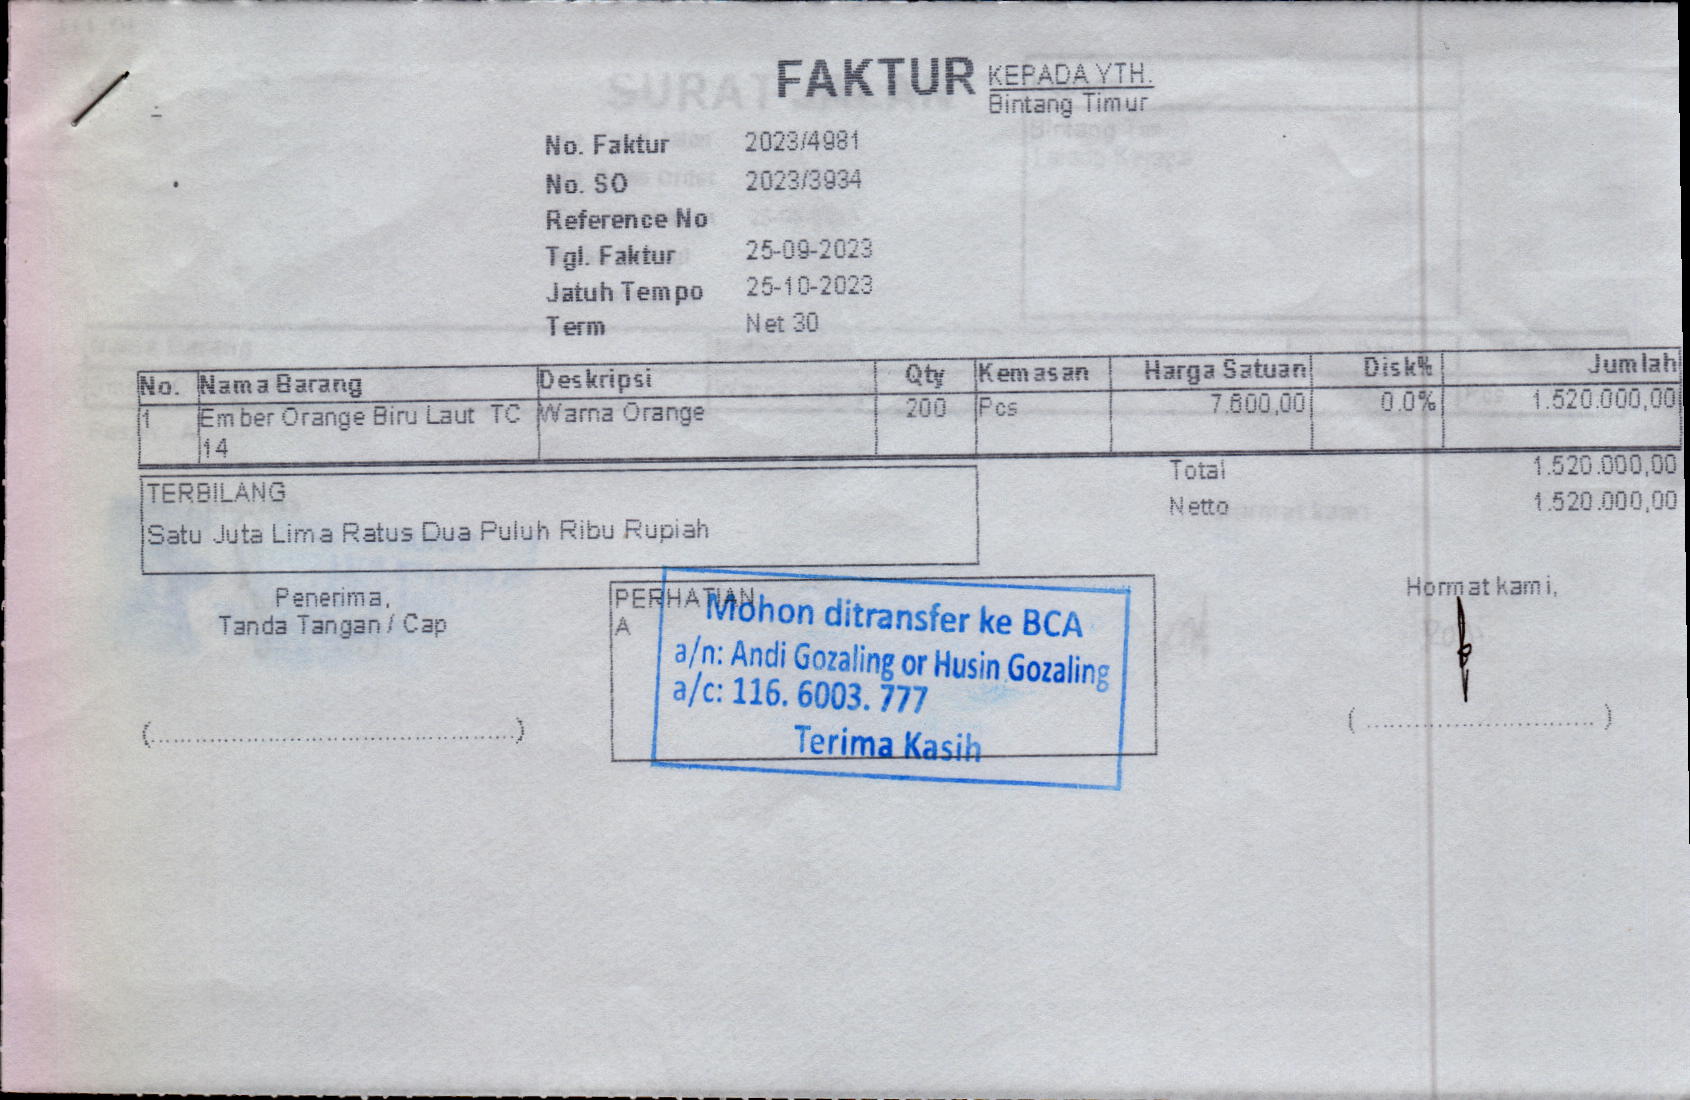 FAKTUR
KEPADA YTH.
Bintang Timur
No. Faktur 2023/4981
No. SO 2023/3934
Reference No
Tgl. Faktur 25-09-2023
Jatuh Tempo 25-10-2023
Term Net 30
No. Nama Barang Deskripsi Qty Kemasan Harga Satuan Disk% Jumlah
1 Ember Orange Biru Laut TC Warna Orange 200 Pcs 7.600,00 0.0% 1.520.000,00
14
Total 1.520.000,00
Netto 1.520.000,00
TERBILANG
Satu Juta Lima Ratus Dua Puluh Ribu Rupiah
Penerima,
Tanda Tangan / Cap
(................................................)
PERHATIAN
A
Mohon ditransfer ke BCA
a/n: Andi Gozaling or Husin Gozaling
a/c: 116. 6003. 777
Terima Kasih
Hormat kami,
(..............................)